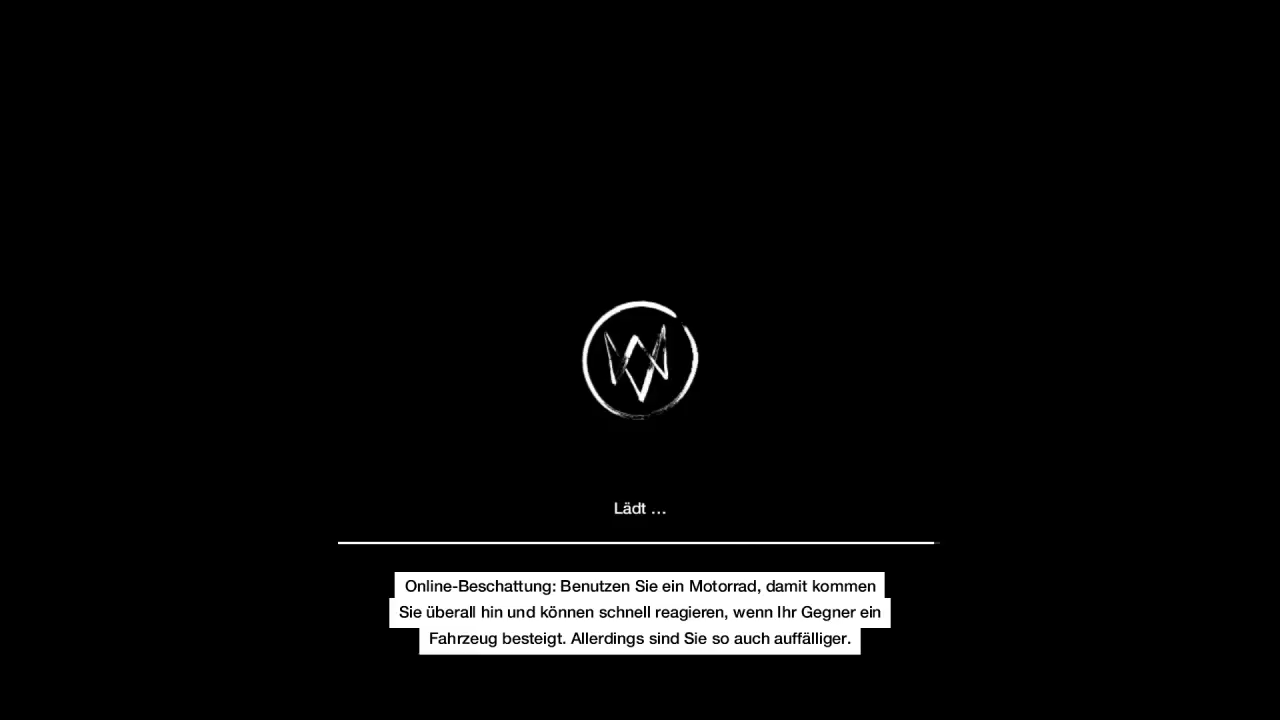 Lädt ...
Online-Beschattung: Benutzen Sie ein Motorrad, damit kommen
Sie überall hin und können schnell reagieren, wenn Ihr Gegner ein
Fahrzeug besteigt. Allerdings sind Sie so auch auffälliger.